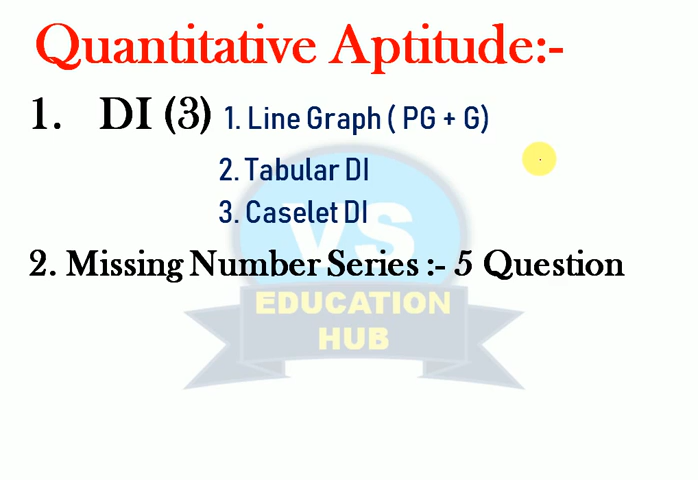 Quantitative Aptitude:-
1. DI (3) 1. Line Graph ( PG + G)
2. Tabular DI
3. Caselet DI
2. Missing Number Series :- 5 Question
VS
EDUCATION
HUB